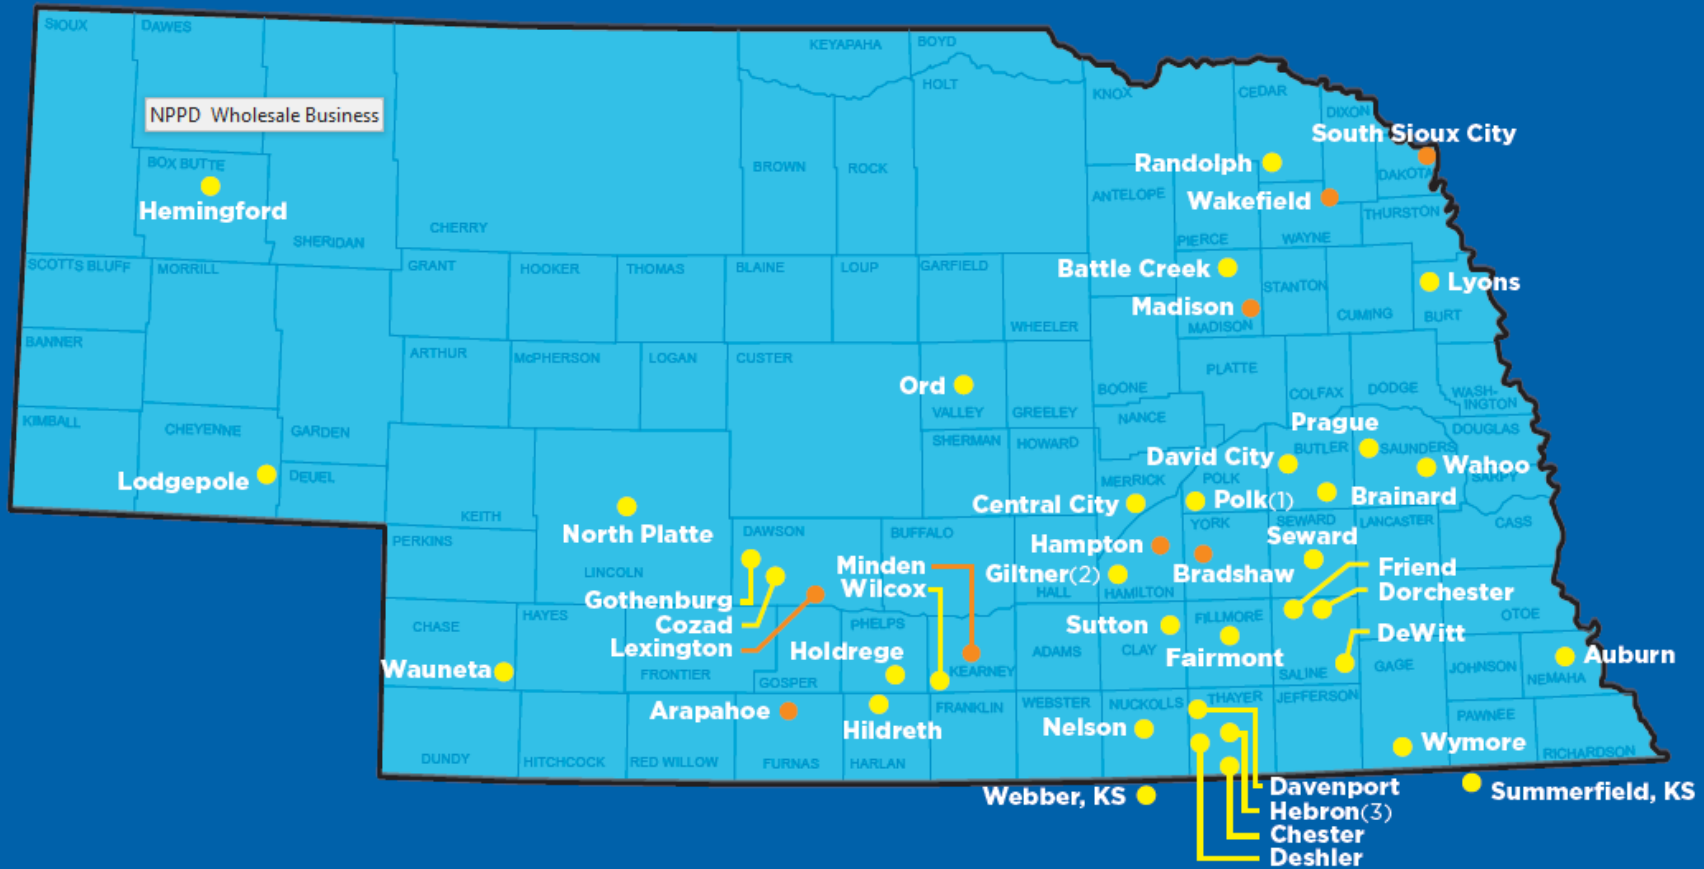 SIOUX
DAWES
KEYAPAHA
BOYD
HOLT
KNOX
CEDAR
DIXON
NPPD  Wholesale Business
South Sioux City
BOX BUTTE
BROWN
ROCK
Randolph
DAKOTA
Hemingford
ANTELOPE
Wakefield
THURSTON
SHERIDAN
CHERRY
PIERCE
WAYNE
SCOTTS BLUFF
MORRILL
GRANT
HOOKER
THOMAS
BLAINE
LOUP
GARFIELD
Battle Creek
STANTON
Lyons
Madison
WHEELER
MADISON
CUMING
BURT
BANNER
ARTHUR
McPHERSON
LOGAN
CUSTER
PLATTE
Ord
BOONE
COLFAX
DODGE
WASH-
INGTON
KIMBALL
CHEYENNE
GARDEN
VALLEY
GREELEY
NANCE
Prague
DOUGLAS
SHERMAN
HOWARD
BUTLER
SAUNDERS
David City
Wahoo
Lodgepole
DEUEL
MERRICK
POLK
SARPY
Central City
Polk(1)
Brainard
KEITH
North Platte
DAWSON
BUFFALO
YORK
SEWARD
LANCASTER
CASS
PERKINS
Hampton
Seward
LINCOLN
Minden
Wilcox
Giltner(2)
Bradshaw
Friend
Dorchester
HALL
HAMILTON
Gothenburg
Cozad
Lexington
CHASE
HAYES
PHELPS
Sutton
FILLMORE
OTOE
DeWitt
Holdrege
ADAMS
CLAY
Fairmont
Auburn
Wauneta
FRONTIER
GOSPER
KEARNEY
SALINE
GAGE
JOHNSON
NEMAHA
Arapahoe
FRANKLIN
WEBSTER
NUCKOLLS
THAYER
JEFFERSON
PAWNEE
Hildreth
Nelson
Wymore
RICHARDSON
DUNDY
HITCHCOCK
RED WILLOW
FURNAS
HARLAN
Webber, KS
Davenport
Hebron(3)
Chester
Deshler
Summerfield, KS